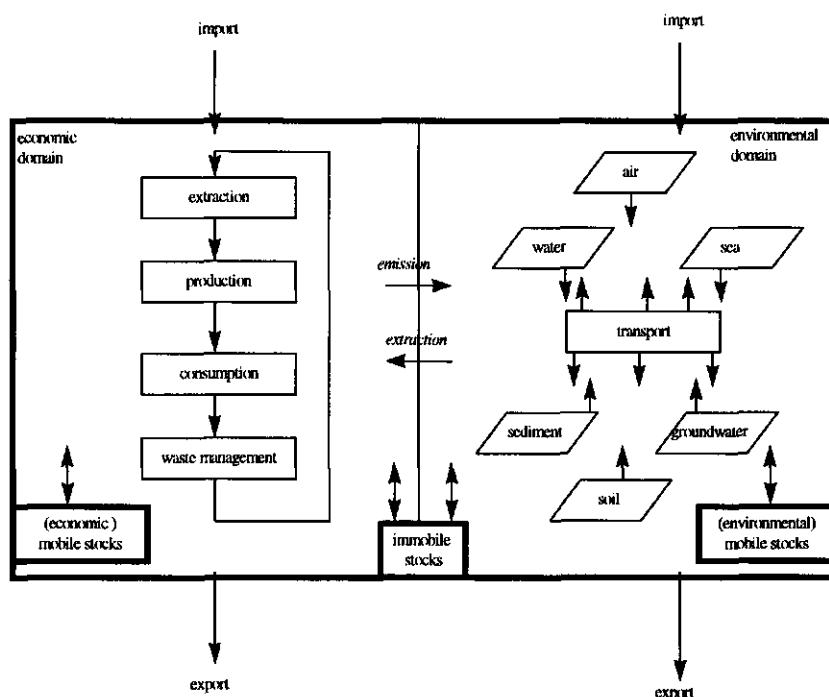 import
import
economic
domain
environmental
domain
air
extraction
water
sea
emission
production
transport
extraction
consumption
sediment
groundwater
waste management
soil
(economic )
mobile stocks
immobile
stocks
(environmental)
mobile stocks
export
export